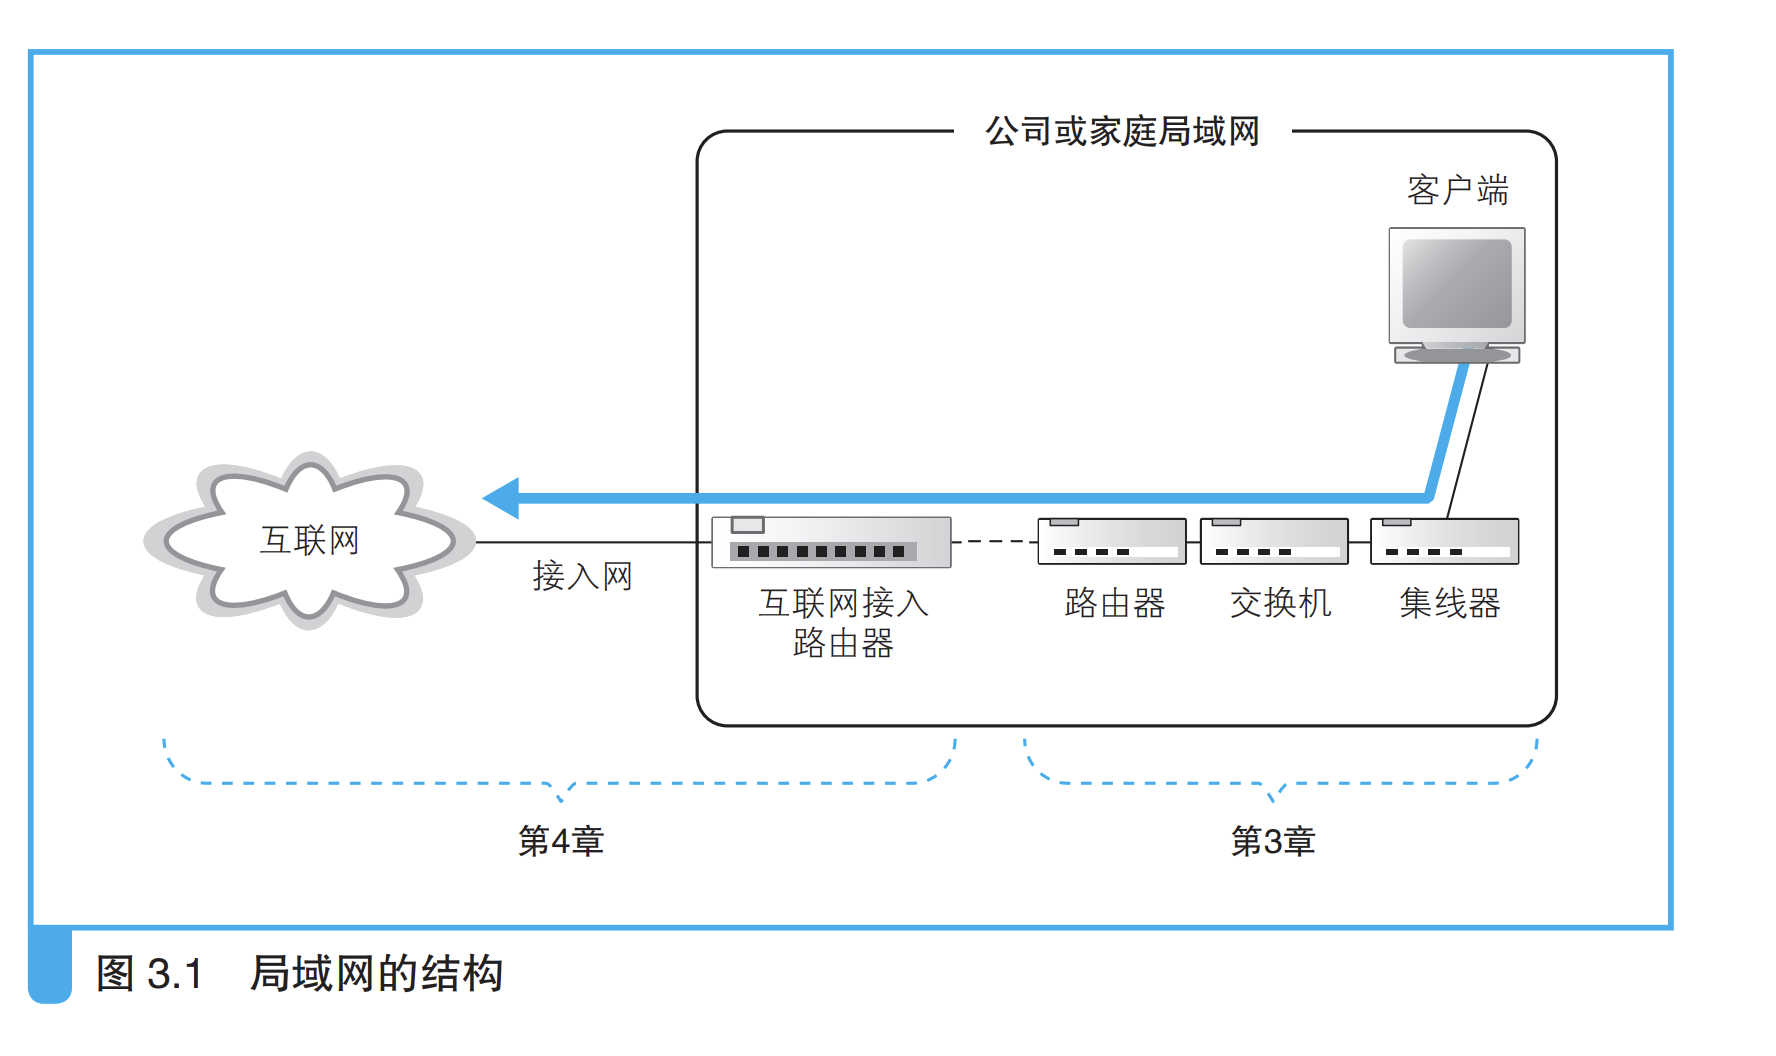 公司或家庭局域网
客户端
互联网
接入网
互联网接入
路由器
路由器
交换机
集线器
第4章
第3章
图 3.1 局域网的结构